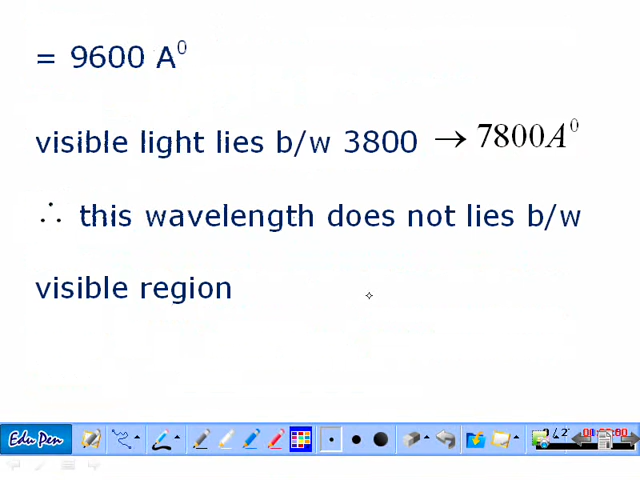 = 9600 A⁰
visible light lies b/w 3800 → 7800A⁰
∴ this wavelength does not lies b/w
visible region
Edu Pen